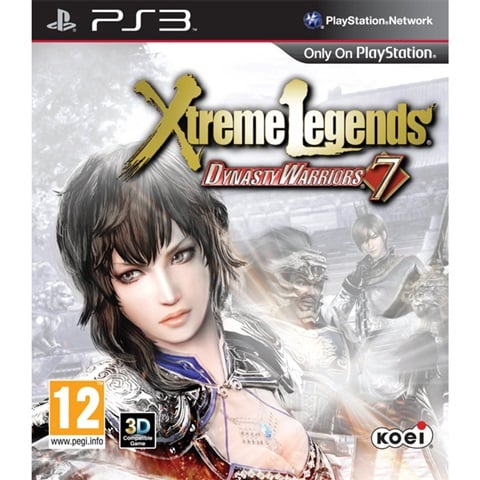 PS3
PlayStation®Network
Only On PlayStation®
Xtreme Legends®
DYNASTY WARRIORS® 7
12
www.pegi.info
3D
Compatible
Game
KOEI